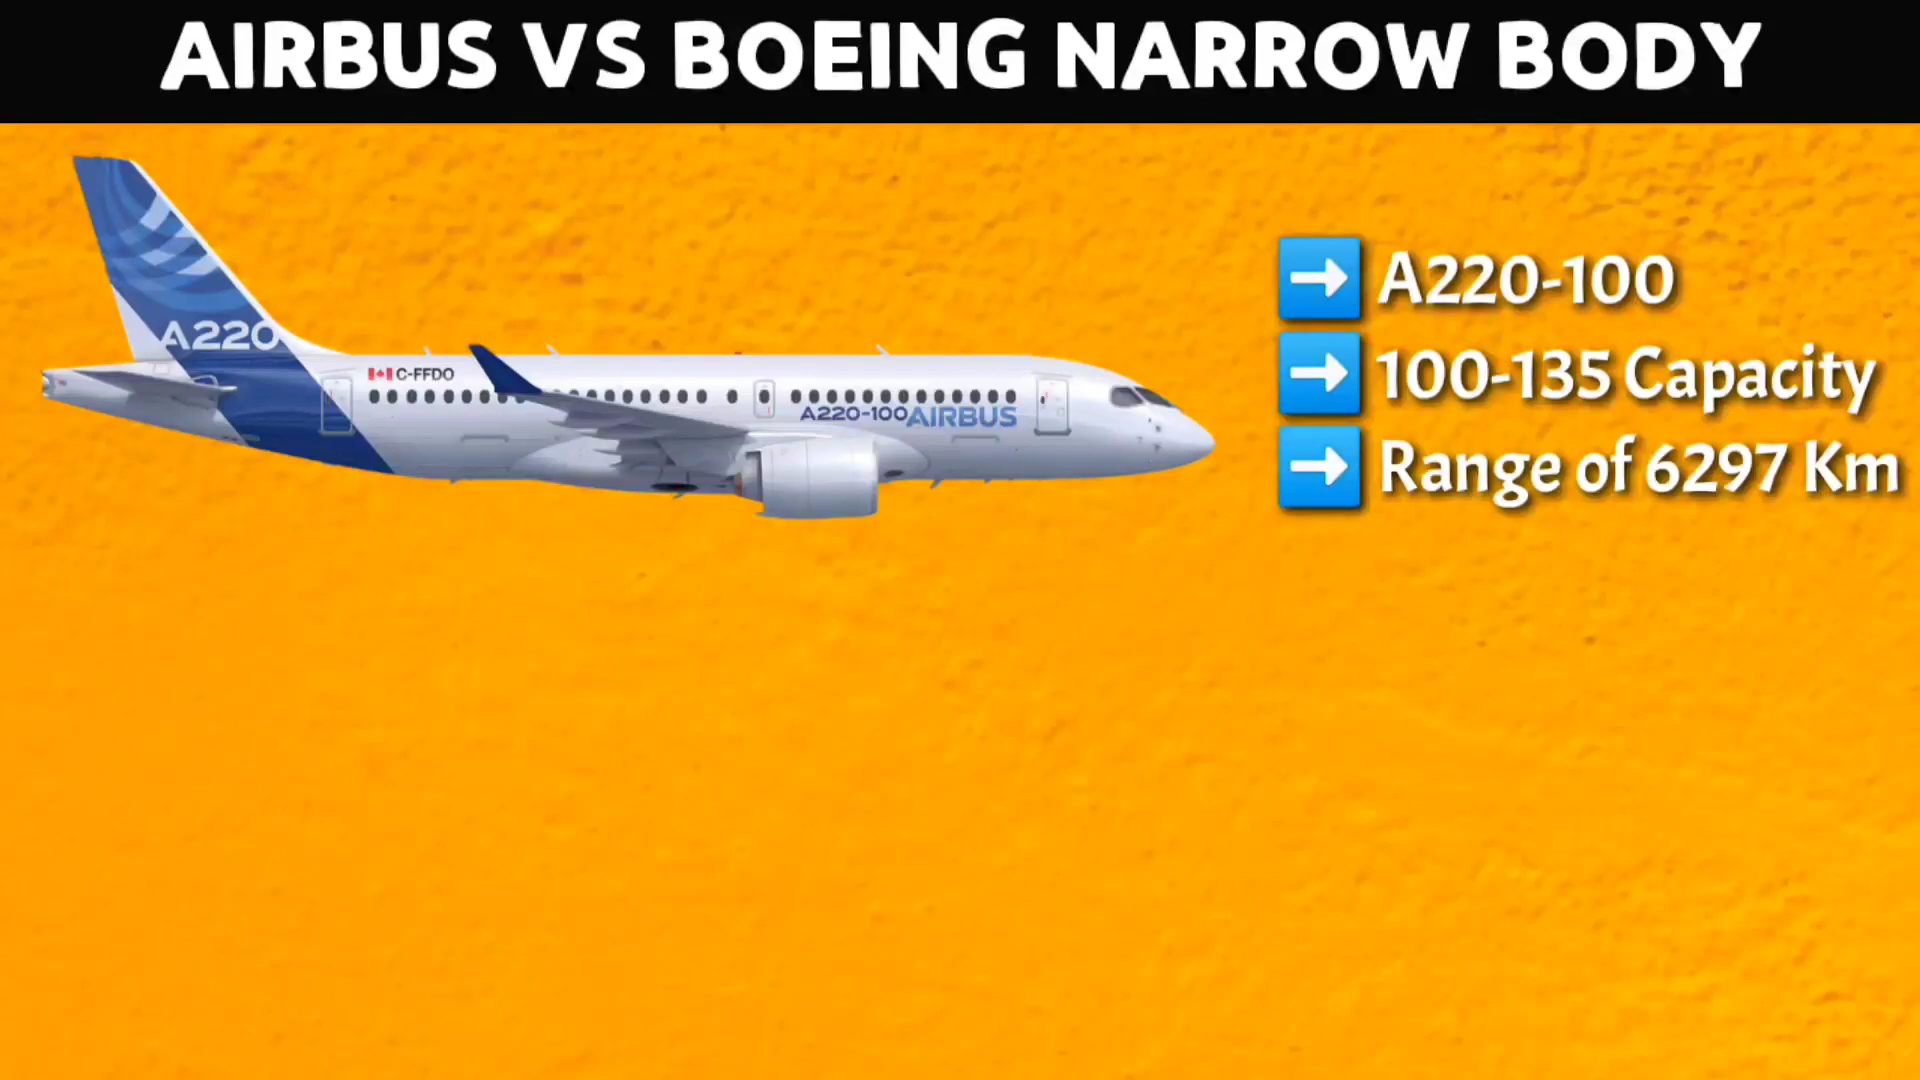 AIRBUS VS BOEING NARROW BODY
A220
C-FFDO
A220-100 AIRBUS
A220-100
100-135 Capacity
Range of 6297 Km